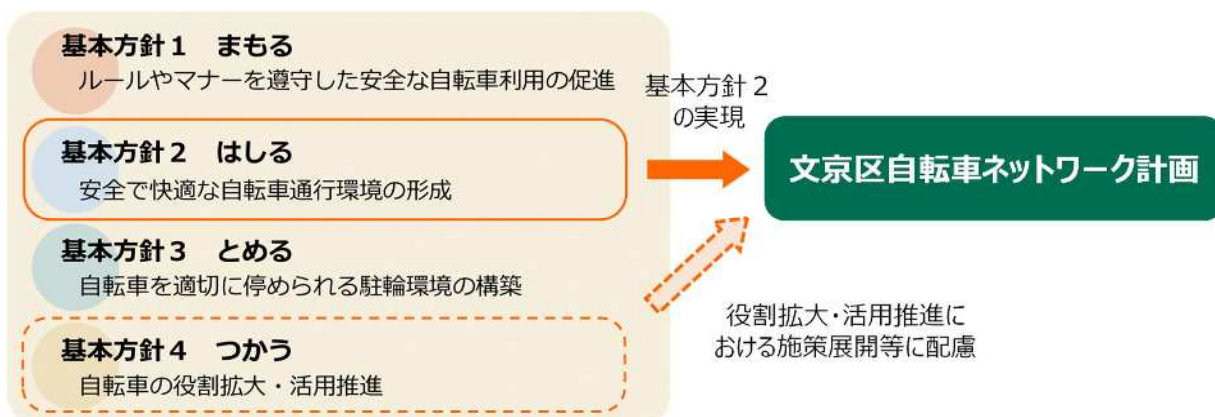 基本方針1 まもる
ルールやマナーを遵守した安全な自転車利用の促進
基本方針2 はしる
安全で快適な自転車通行環境の形成
基本方針3 とめる
自転車を適切に停められる駐輪環境の構築
基本方針4 つかう
自転車の役割拡大・活用推進
基本方針2
の実現
文京区自転車ネットワーク計画
役割拡大・活用推進に
おける施策展開等に配慮